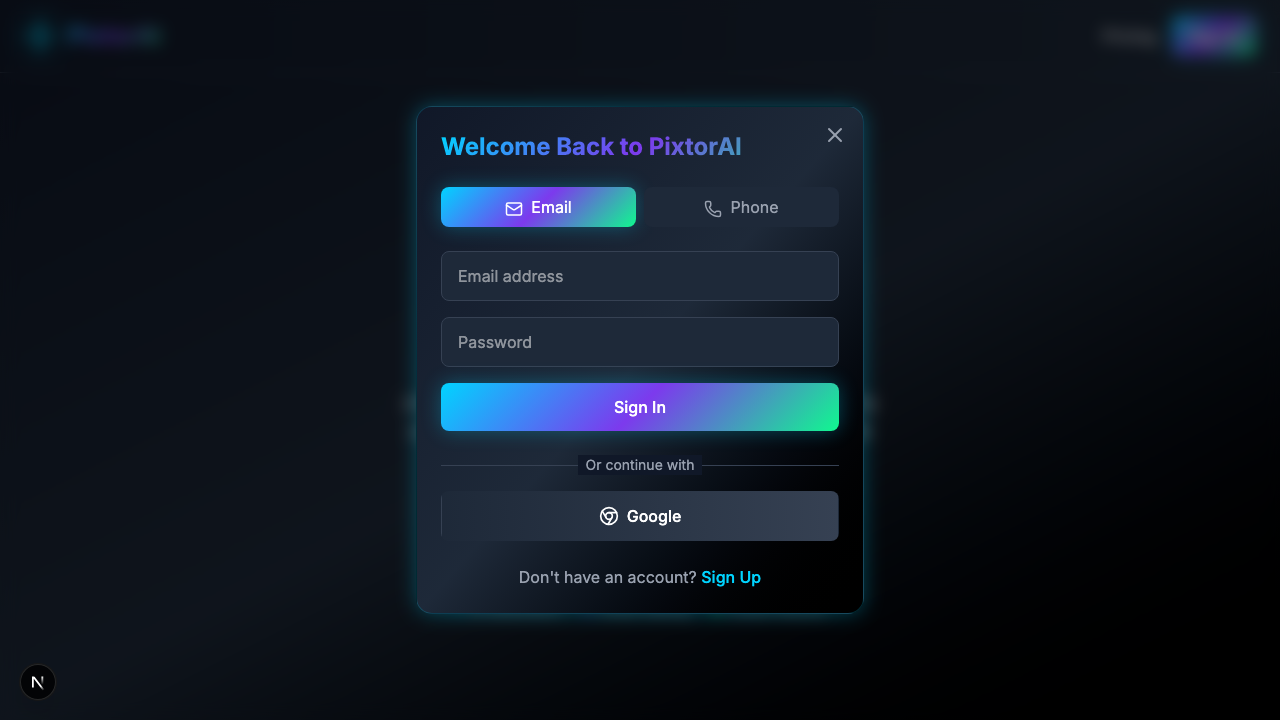 Welcome Back to PixtorAI
Email
Phone
Email address
Password
Sign In
Or continue with
Google
Don't have an account? Sign Up
N